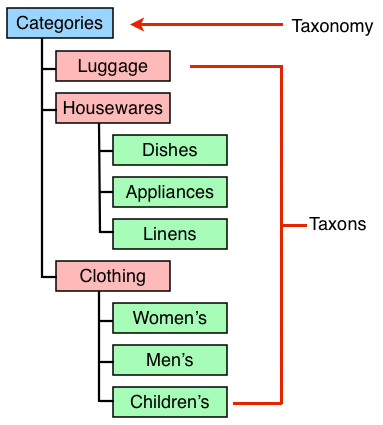 Categories
Taxonomy
Luggage
Housewares
Dishes
Appliances
Linens
Taxons
Clothing
Women’s
Men’s
Children’s